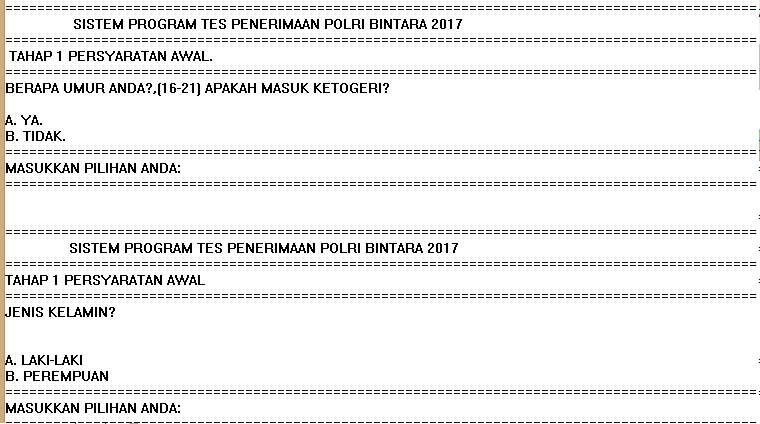 ==============================================================================================
SISTEM PROGRAM TES PENERIMAAN POLRI BINTARA 2017
==============================================================================================
TAHAP 1 PERSYARATAN AWAL.
==============================================================================================
BERAPA UMUR ANDA?,(16-21) APAKAH MASUK KETOGERI?
A. YA.
B. TIDAK.
==============================================================================================
MASUKKAN PILIHAN ANDA:
==============================================================================================
==============================================================================================
SISTEM PROGRAM TES PENERIMAAN POLRI BINTARA 2017
==============================================================================================
TAHAP 1 PERSYARATAN AWAL
==============================================================================================
JENIS KELAMIN?
A. LAKI-LAKI
B. PEREMPUAN
==============================================================================================
MASUKKAN PILIHAN ANDA:
==============================================================================================